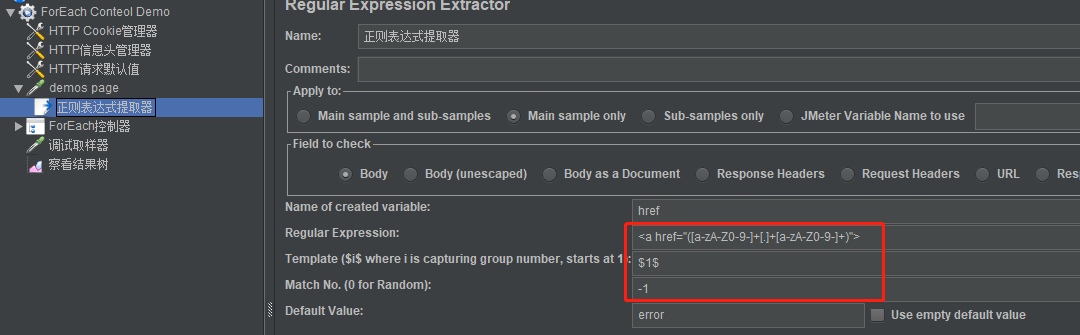 ForEach Conteol Demo
HTTP Cookie管理器
HTTP信息头管理器
HTTP请求默认值
demos page
正则表达式提取器
ForEach控制器
调试取样器
察看结果树
Regular Expression Extractor
Name: 正则表达式提取器
Comments:
Apply to:
Main sample and sub-samples Main sample only Sub-samples only JMeter Variable Name to use
Field to check
Body Body (unescaped) Body as a Document Response Headers Request Headers URL Res
Name of created variable: href
Regular Expression: <a href="([a-zA-Z0-9-]+[.]+[a-zA-Z0-9-]+)">
Template ($i$ where i is capturing group number, starts at 1): $1$
Match No. (0 for Random): -1
Default Value: error Use empty default value